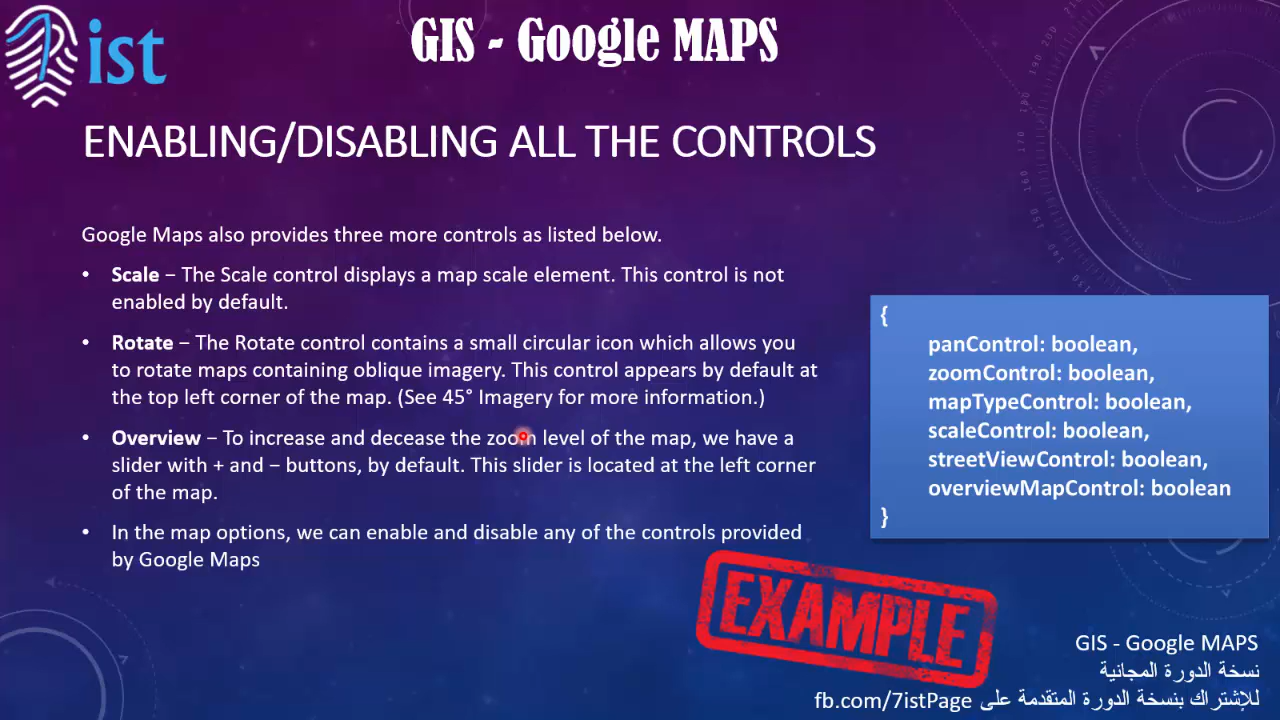 7ist
GIS - Google MAPS
ENABLING/DISABLING ALL THE CONTROLS
Google Maps also provides three more controls as listed below.
• Scale − The Scale control displays a map scale element. This control is not
enabled by default.
• Rotate − The Rotate control contains a small circular icon which allows you
to rotate maps containing oblique imagery. This control appears by default at
the top left corner of the map. (See 45° Imagery for more information.)
• Overview − To increase and decease the zoom level of the map, we have a
slider with + and − buttons, by default. This slider is located at the left corner
of the map.
• In the map options, we can enable and disable any of the controls provided
by Google Maps
{
panControl: boolean,
zoomControl: boolean,
mapTypeControl: boolean,
scaleControl: boolean,
streetViewControl: boolean,
overviewMapControl: boolean
}
EXAMPLE
GIS - Google MAPS
نسخة الدورة المجانية
للإشتراك بنسخة الدورة المتقدمة على fb.com/7istPage